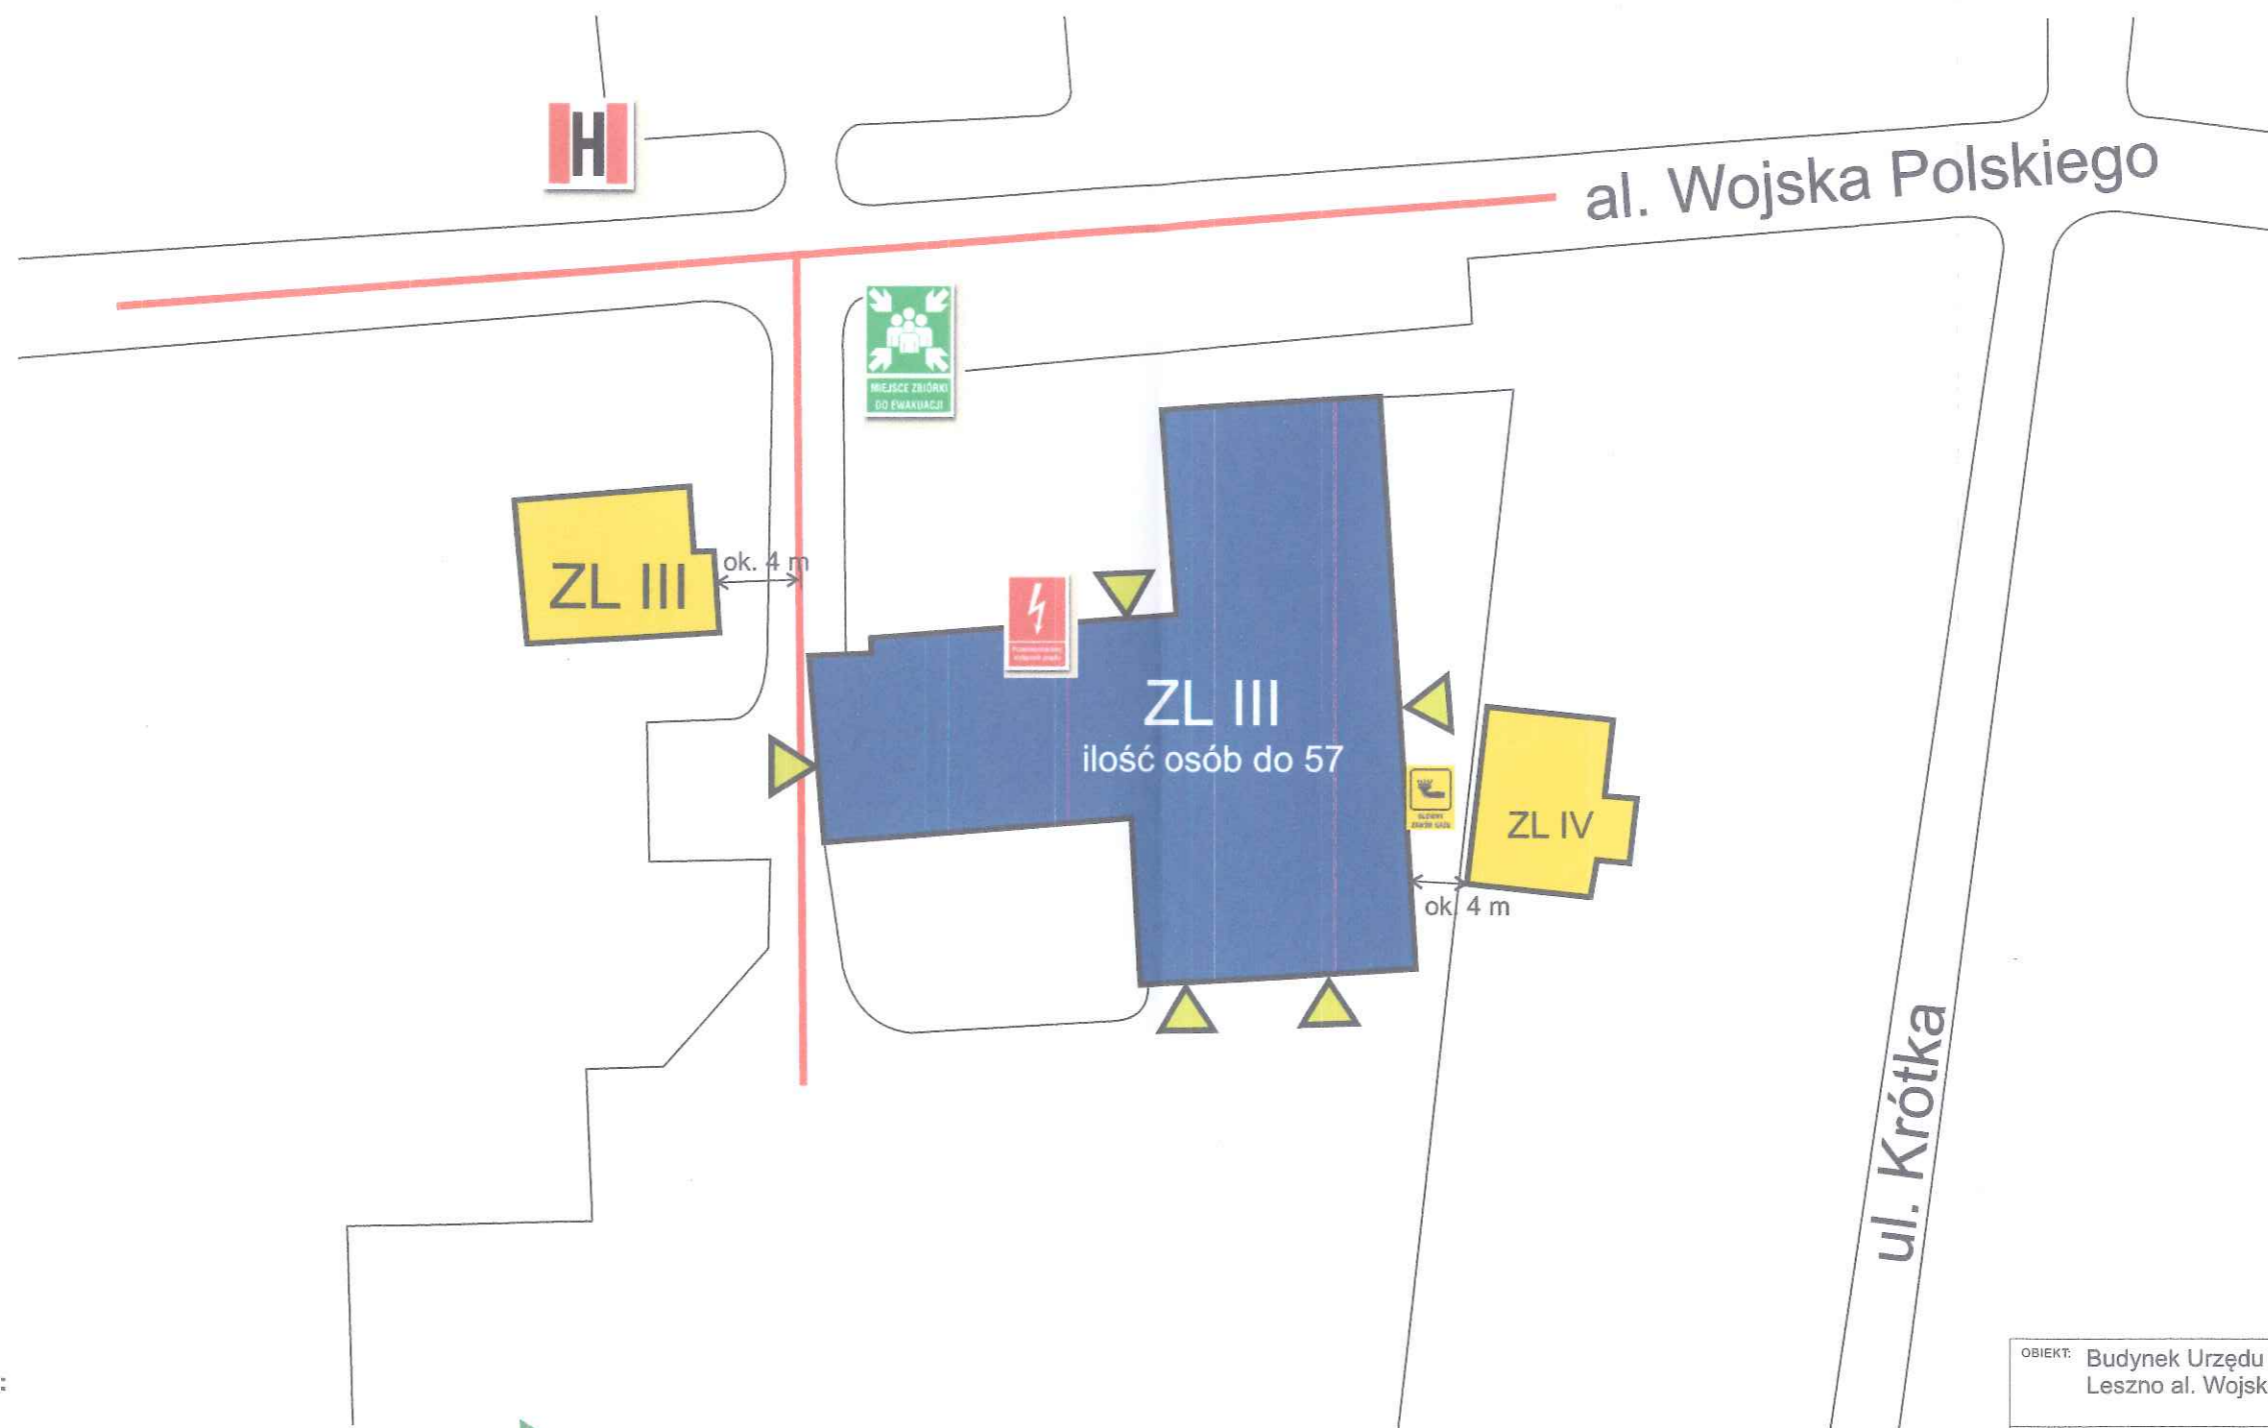 H
al. Wojska Polskiego
MIEJSCE ZBIÓRKI
DO EWAKUACJI
ZL III
ok. 4 m
ZL III
ilość osób do 57
ZL IV
ok. 4 m
ul. Krótka
OBIEKT: Budynek Urzędu
Leszno al. Wojsk